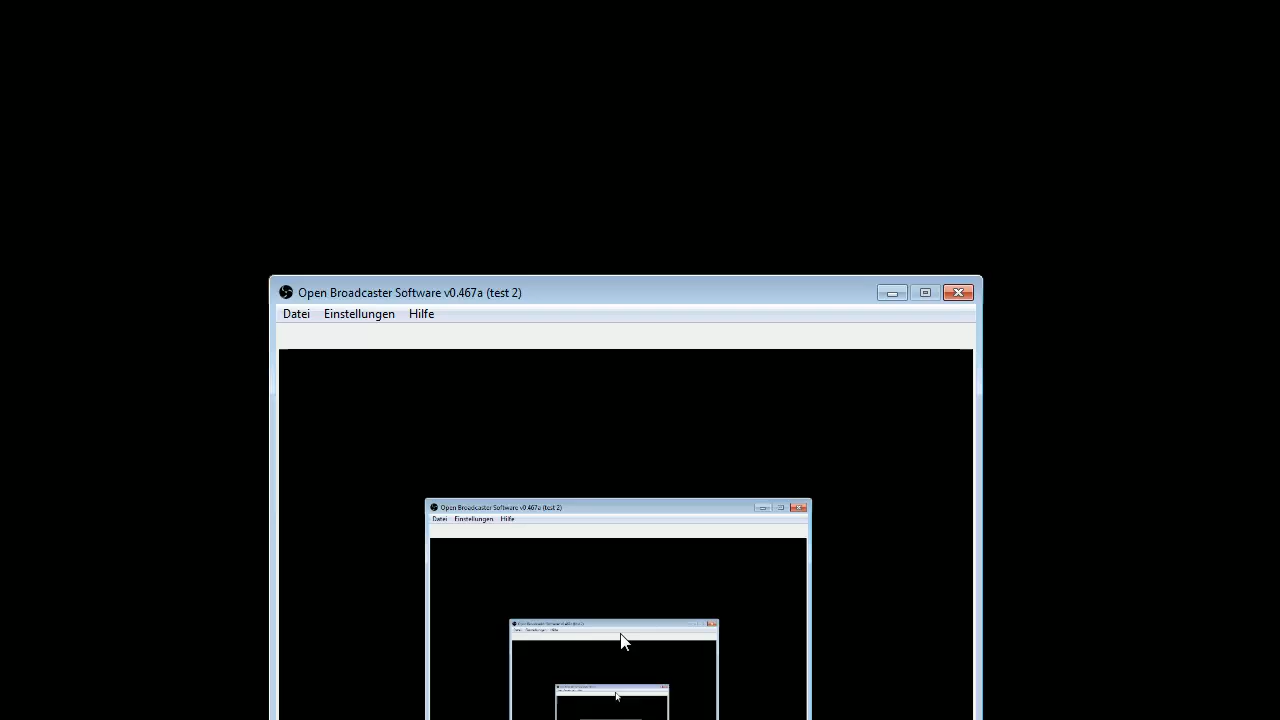 Open Broadcaster Software v0.467a (test 2)
Datei Einstellungen Hilfe
Open Broadcaster Software v0.467a (test 2)
Datei Einstellungen Hilfe